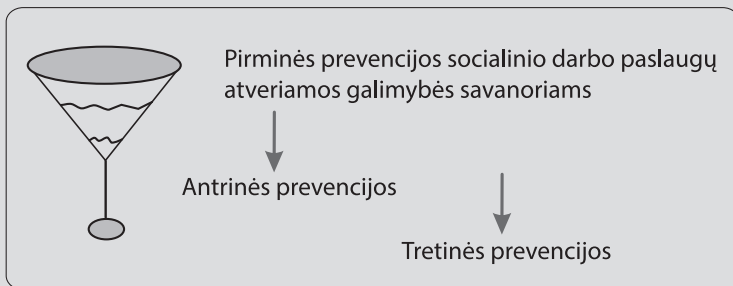 Pirminės prevencijos socialinio darbo paslaugų
atveriamos galimybės savanoriams
Antrinės prevencijos
Tretinės prevencijos